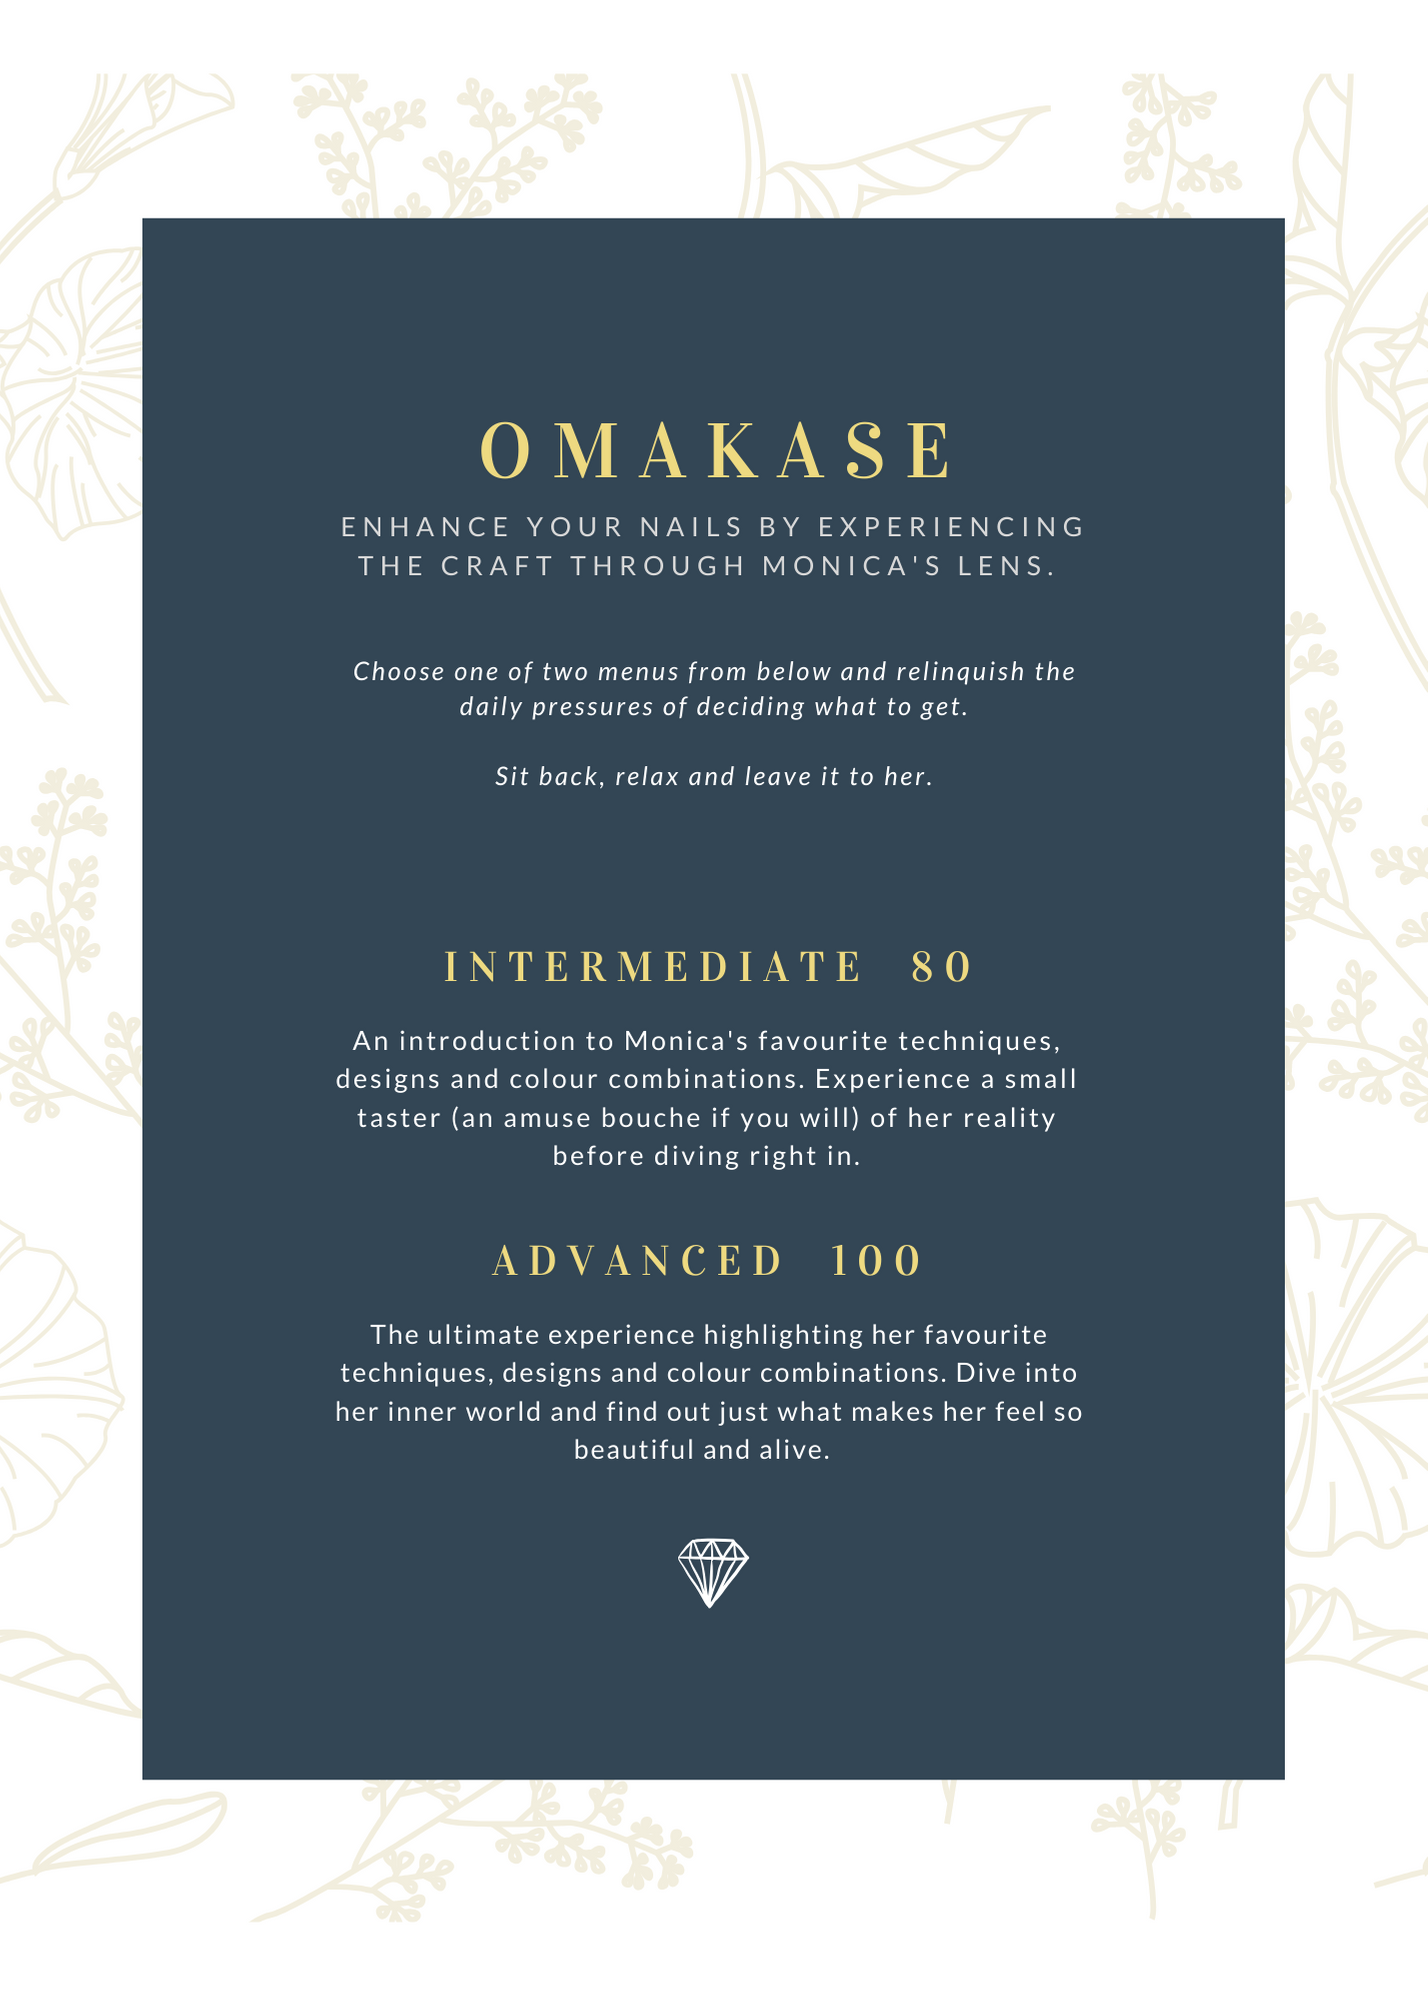 OMAKASE
ENHANCE YOUR NAILS BY EXPERIENCING
THE CRAFT THROUGH MONICA'S LENS.
Choose one of two menus from below and relinquish the
daily pressures of deciding what to get.
Sit back, relax and leave it to her.
INTERMEDIATE 80
An introduction to Monica's favourite techniques,
designs and colour combinations. Experience a small
taster (an amuse bouche if you will) of her reality
before diving right in.
ADVANCED 100
The ultimate experience highlighting her favourite
techniques, designs and colour combinations. Dive into
her inner world and find out just what makes her feel so
beautiful and alive.